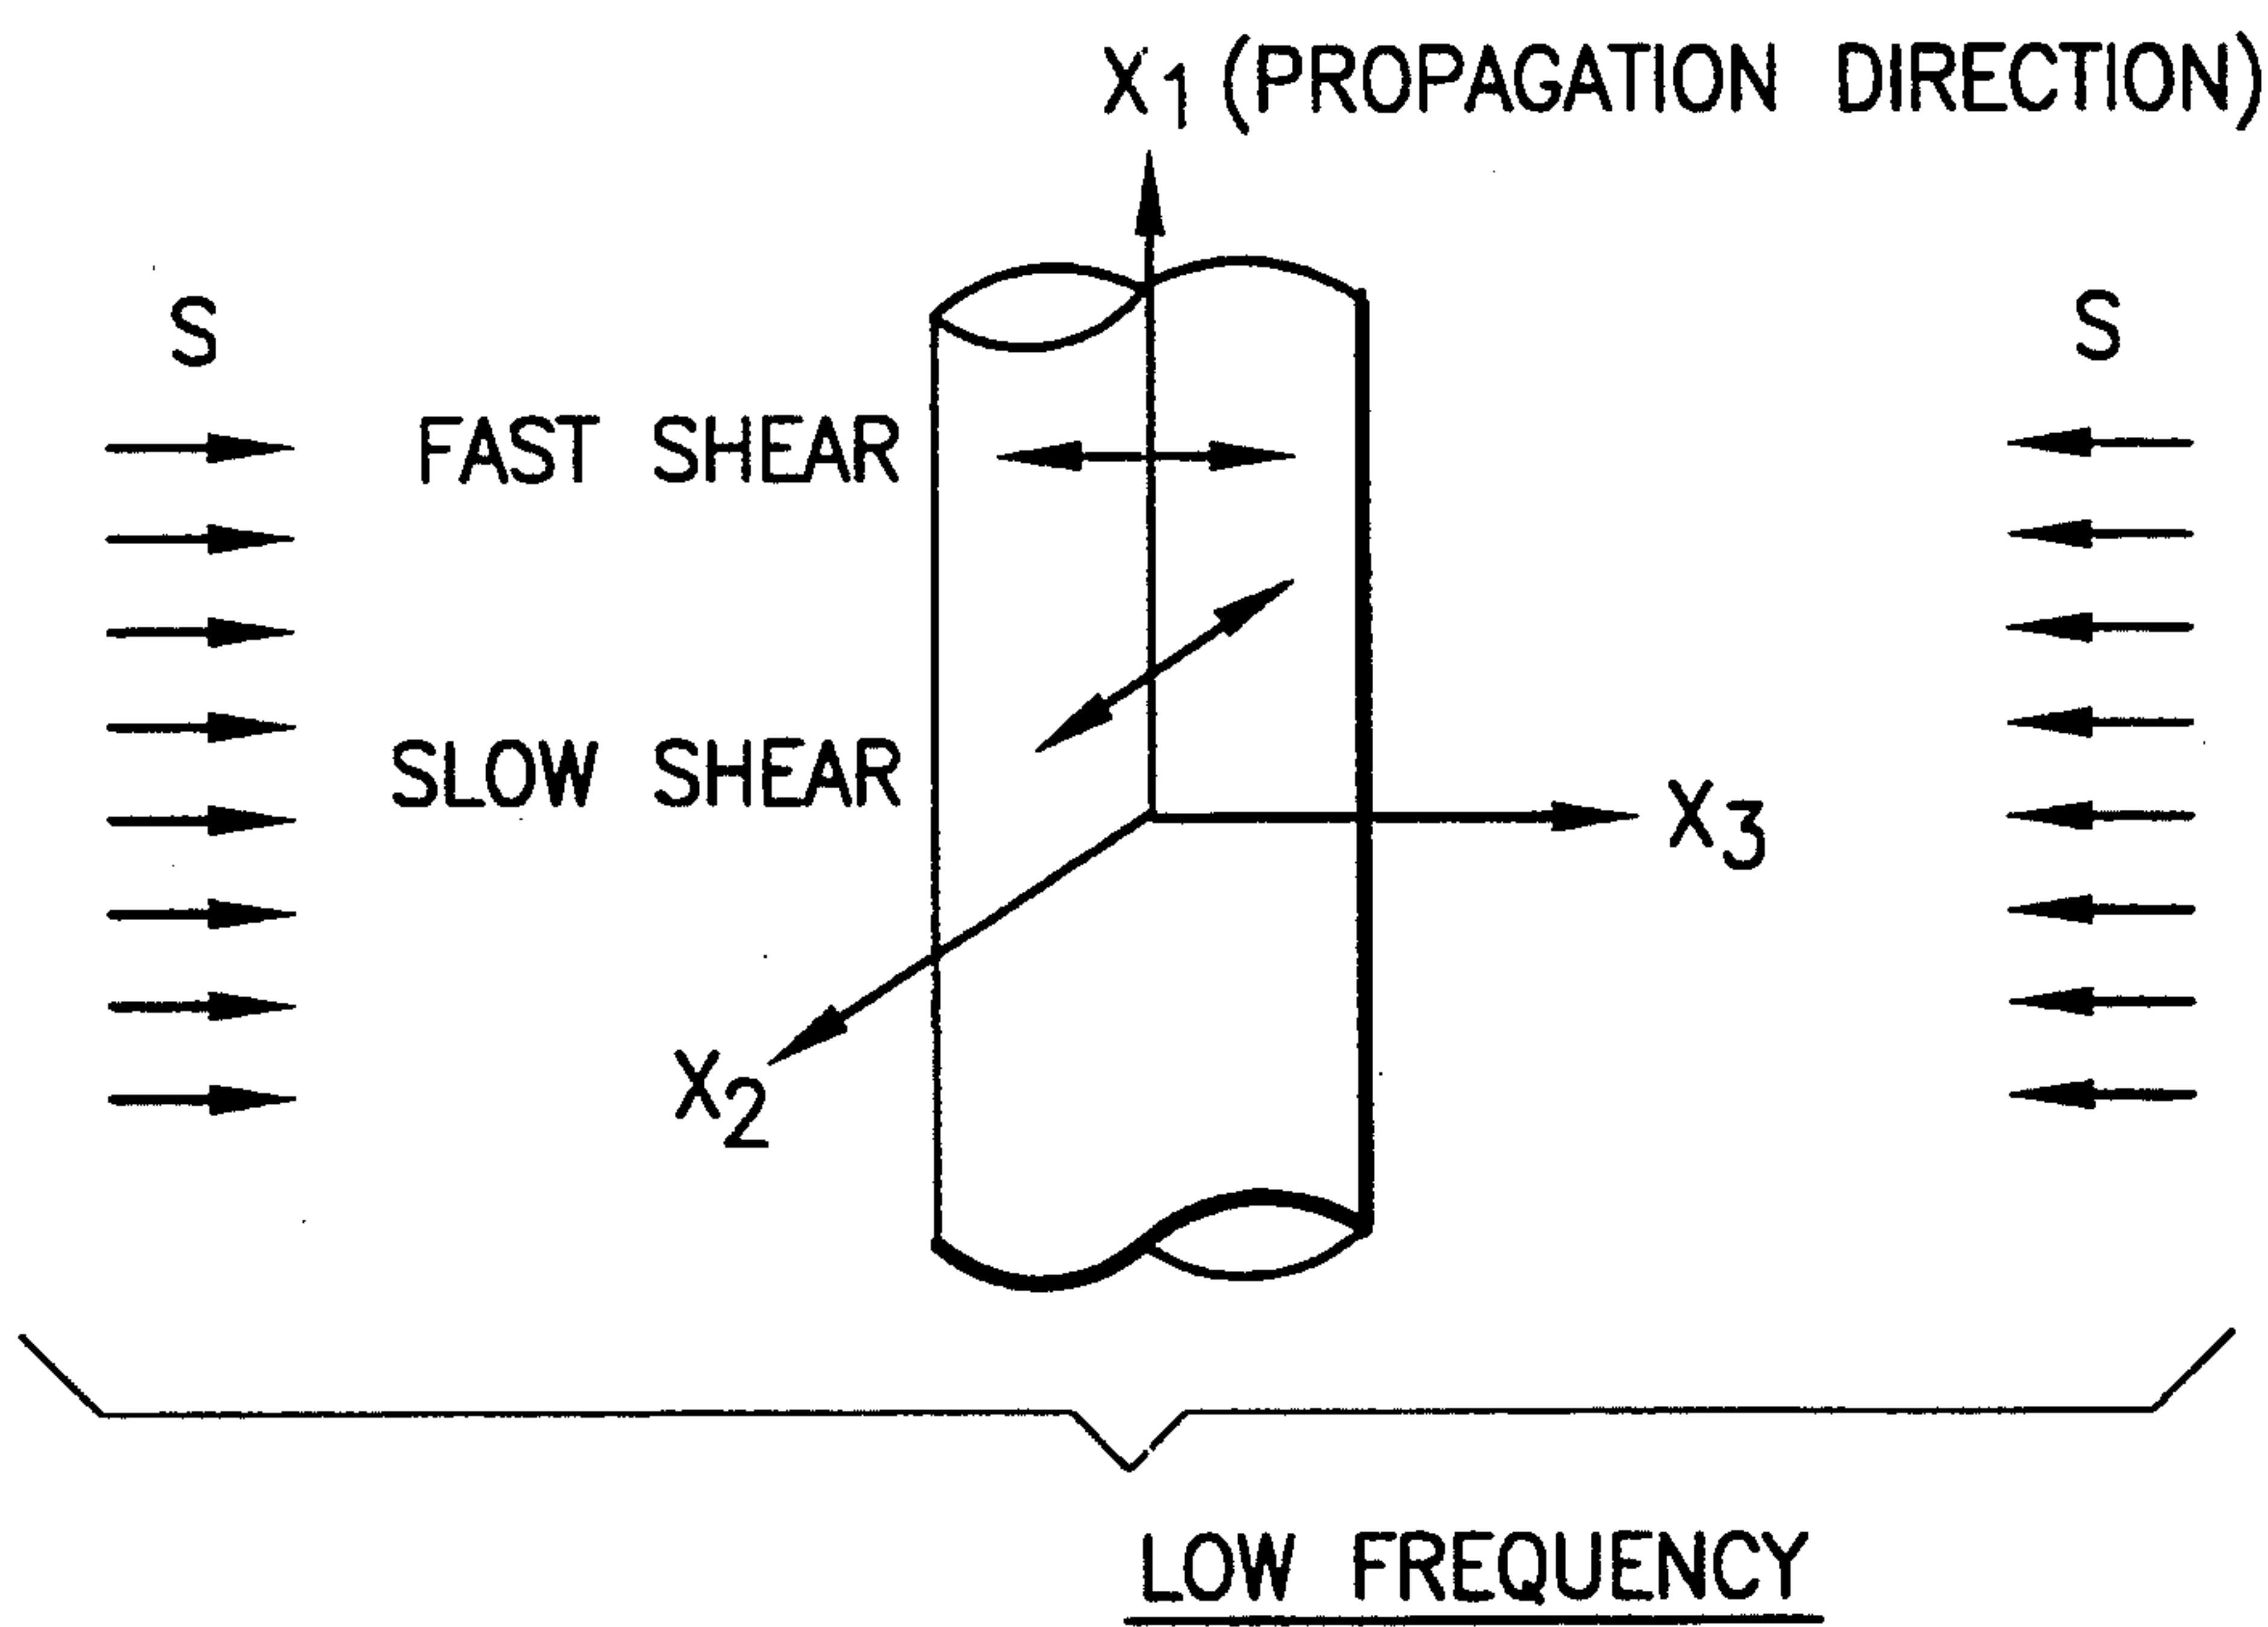 X1 (PROPAGATION DIRECTION)
S
S
FAST SHEAR
SLOW SHEAR
X3
X2
LOW FREQUENCY